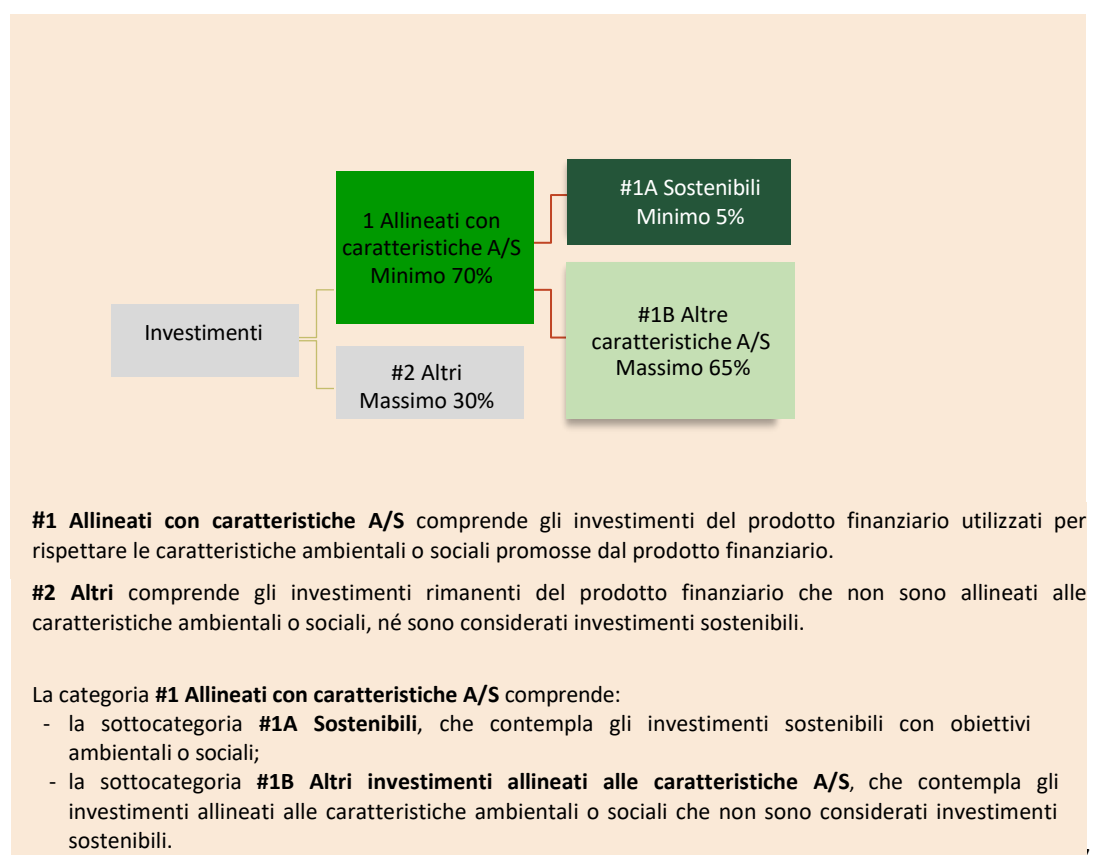 #1A Sostenibili
Minimo 5%
1 Allineati con
caratteristiche A/S
Minimo 70%
#1B Altre
caratteristiche A/S
Massimo 65%
Investimenti
#2 Altri
Massimo 30%
#1 Allineati con caratteristiche A/S comprende gli investimenti del prodotto finanziario utilizzati per
rispettare le caratteristiche ambientali o sociali promosse dal prodotto finanziario.
#2 Altri comprende gli investimenti rimanenti del prodotto finanziario che non sono allineati alle
caratteristiche ambientali o sociali, né sono considerati investimenti sostenibili.
La categoria #1 Allineati con caratteristiche A/S comprende:
- la sottocategoria #1A Sostenibili, che contempla gli investimenti sostenibili con obiettivi
ambientali o sociali;
- la sottocategoria #1B Altri investimenti allineati alle caratteristiche A/S, che contempla gli
investimenti allineati alle caratteristiche ambientali o sociali che non sono considerati investimenti
sostenibili.